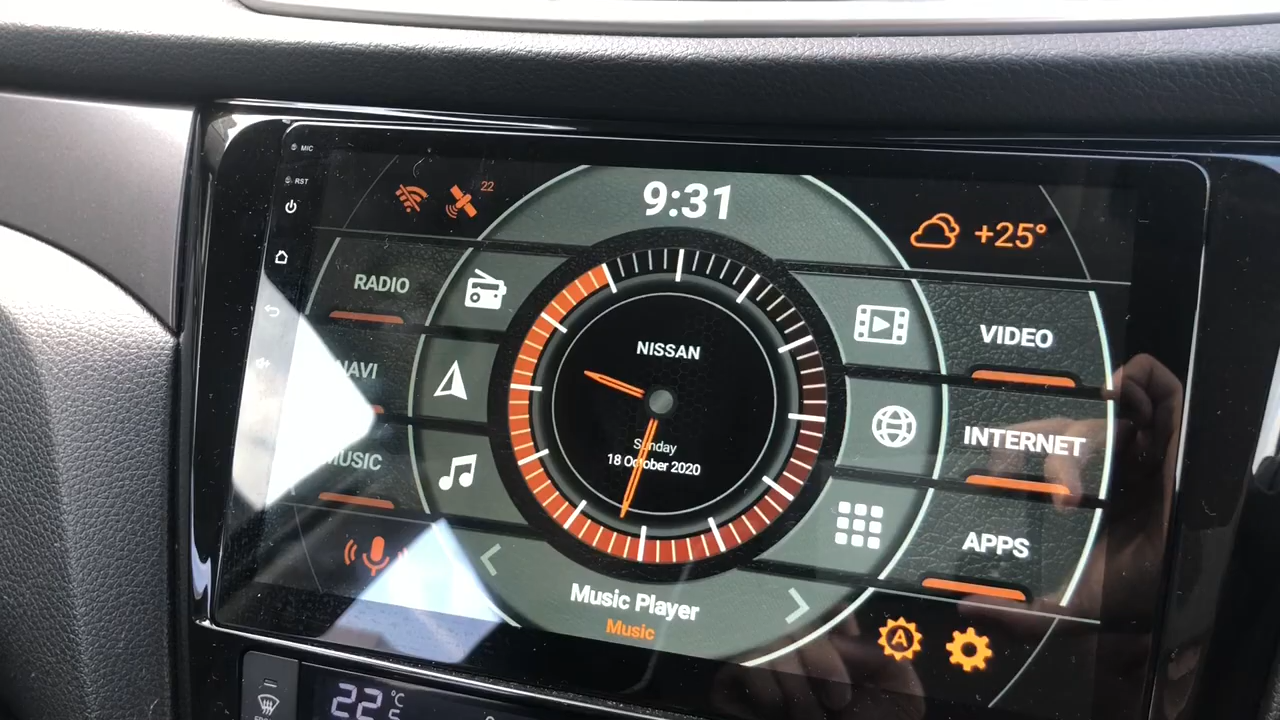 MIC
RST
22
9:31
+25°
RADIO
NAVI
MUSIC
NISSAN
Sunday
18 October 2020
VIDEO
INTERNET
APPS
Music Player
Music
A
22 °C
5